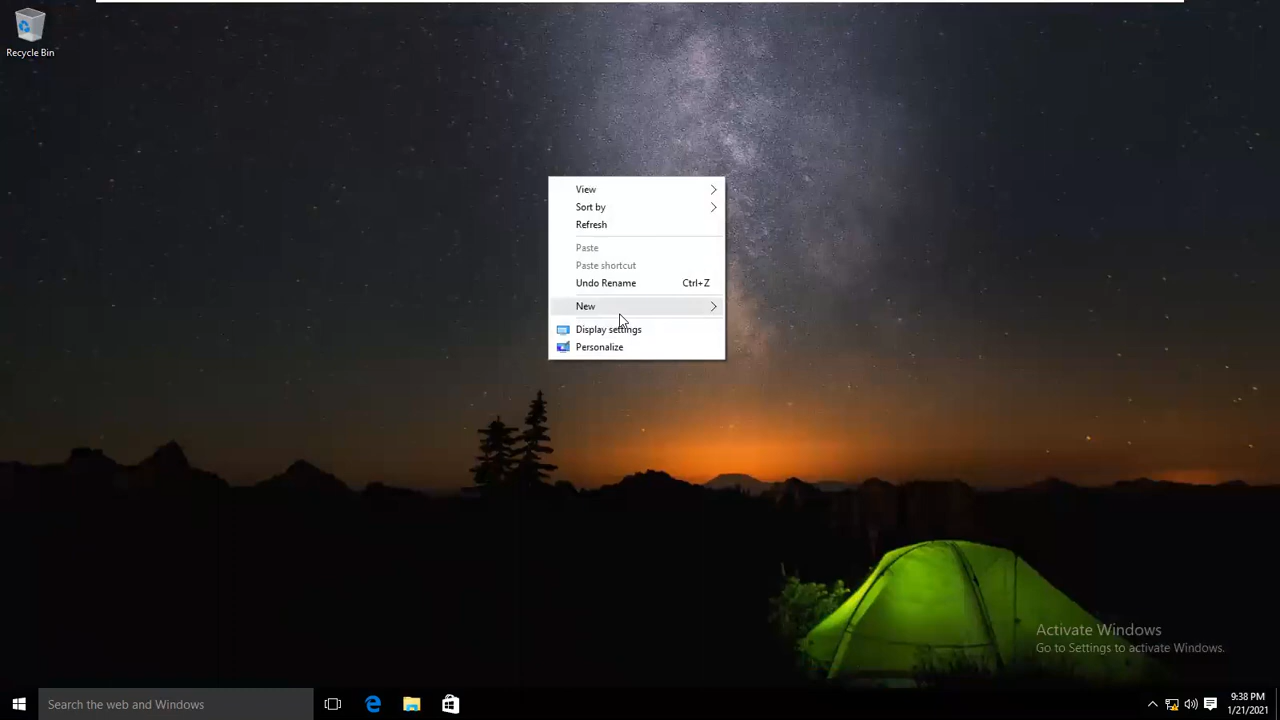 Recycle Bin
View
Sort by
Refresh
Paste
Paste shortcut
Undo Rename Ctrl+Z
New
Display settings
Personalize
Activate Windows
Go to Settings to activate Windows.
Search the web and Windows
9:38 PM
1/21/2021